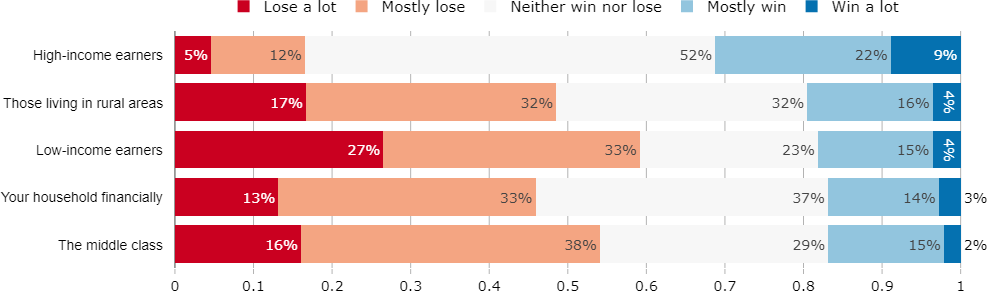 Lose a lot Mostly lose Neither win nor lose Mostly win Win a lot
High-income earners 5% 12% 52% 22% 9%
Those living in rural areas 17% 32% 32% 16% 4%
Low-income earners 27% 33% 23% 15% 4%
Your household financially 13% 33% 37% 14% 3%
The middle class 16% 38% 29% 15% 2%
0 0.1 0.2 0.3 0.4 0.5 0.6 0.7 0.8 0.9 1